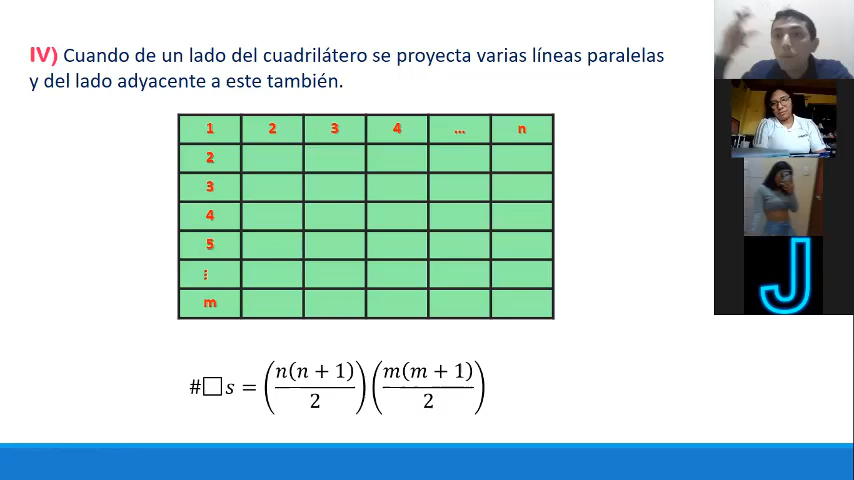 IV) Cuando de un lado del cuadrilátero se proyecta varias líneas paralelas
y del lado adyacente a este también.
1 2 3 4 ... n
2
3
4
5
⋮
m
#□s = (n(n + 1)/2)(m(m + 1)/2)
J